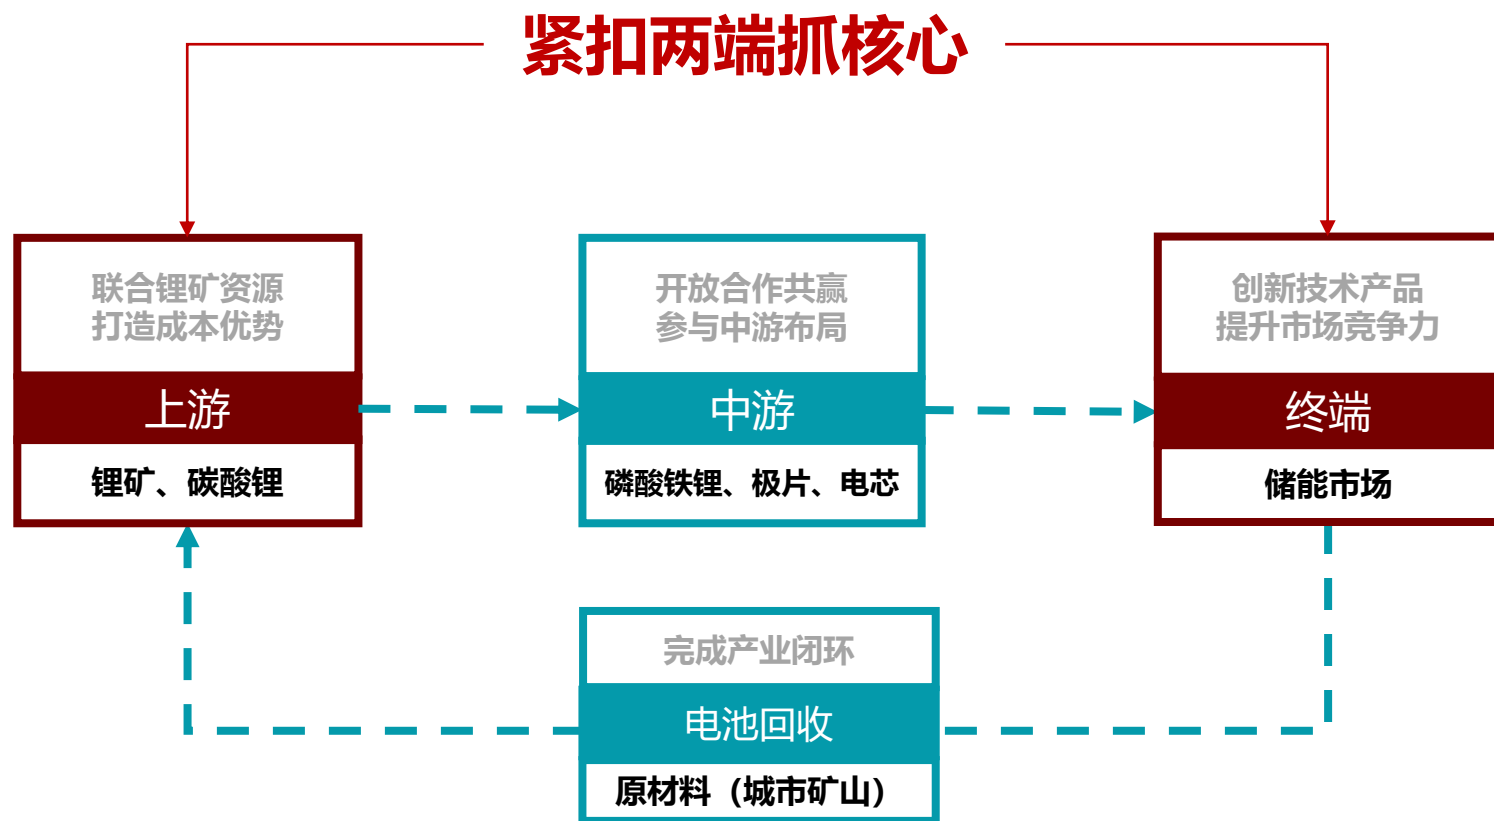 紧扣两端抓核心
联合锂矿资源
打造成本优势
上游
锂矿、碳酸锂
开放合作共赢
参与中游布局
中游
磷酸铁锂、极片、电芯
创新技术产品
提升市场竞争力
终端
储能市场
完成产业闭环
电池回收
原材料（城市矿山）